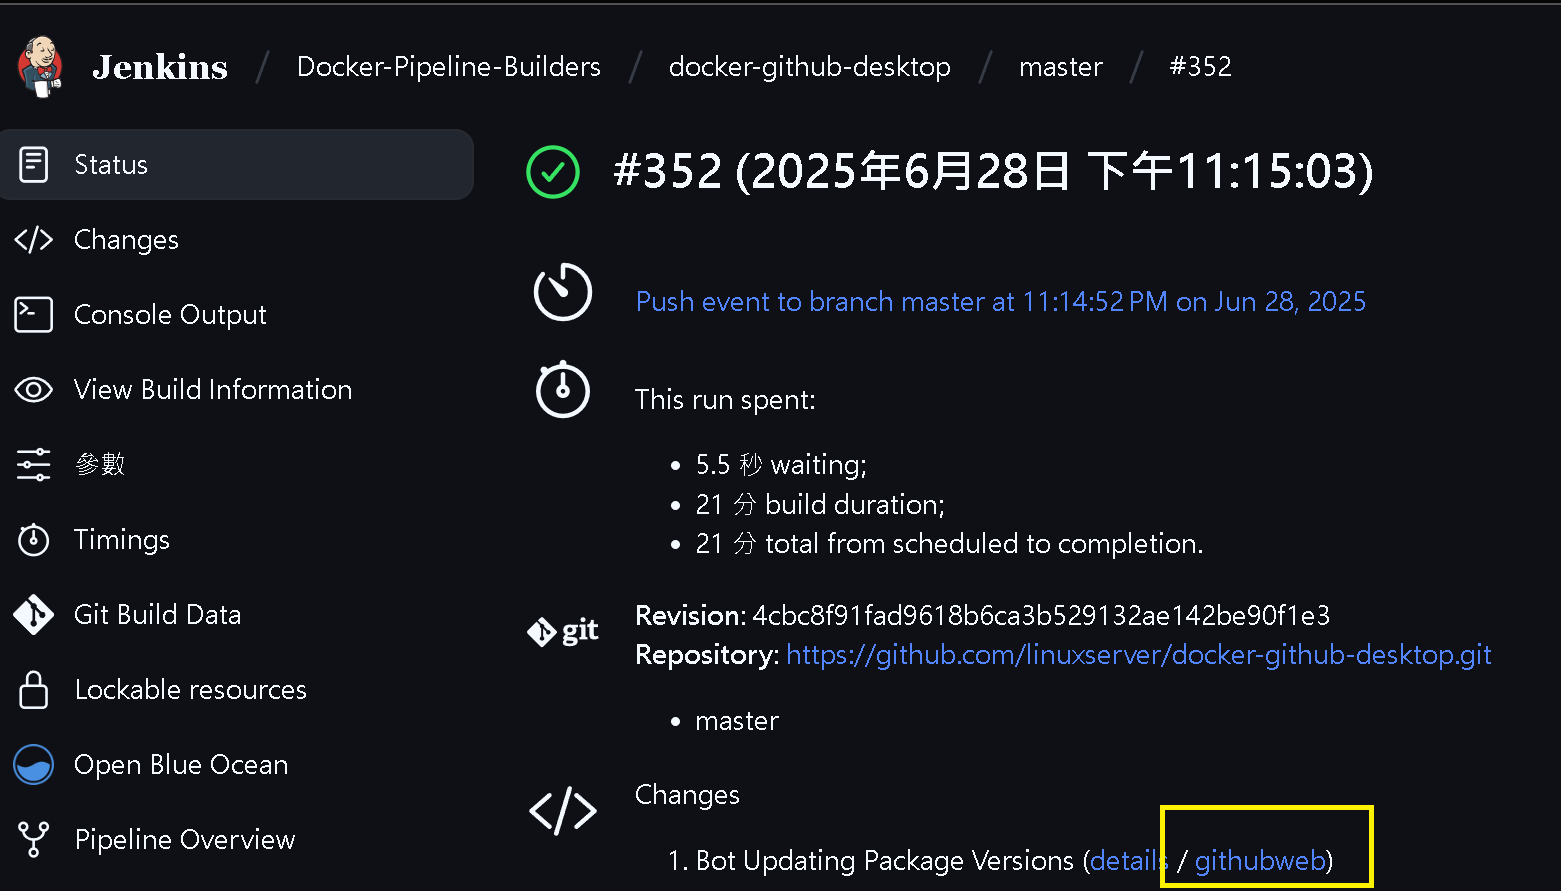 Jenkins / Docker-Pipeline-Builders / docker-github-desktop / master / #352
Status
Changes
Console Output
View Build Information
參數
Timings
Git Build Data
Lockable resources
Open Blue Ocean
Pipeline Overview
#352 (2025年6月28日 下午11:15:03)
Push event to branch master at 11:14:52 PM on Jun 28, 2025
This run spent:
• 5.5 秒 waiting;
• 21 分 build duration;
• 21 分 total from scheduled to completion.
git
Revision: 4cbc8f91fad9618b6ca3b529132ae142be90f1e3
Repository: https://github.com/linuxserver/docker-github-desktop.git
• master
Changes
1. Bot Updating Package Versions (details / githubweb)